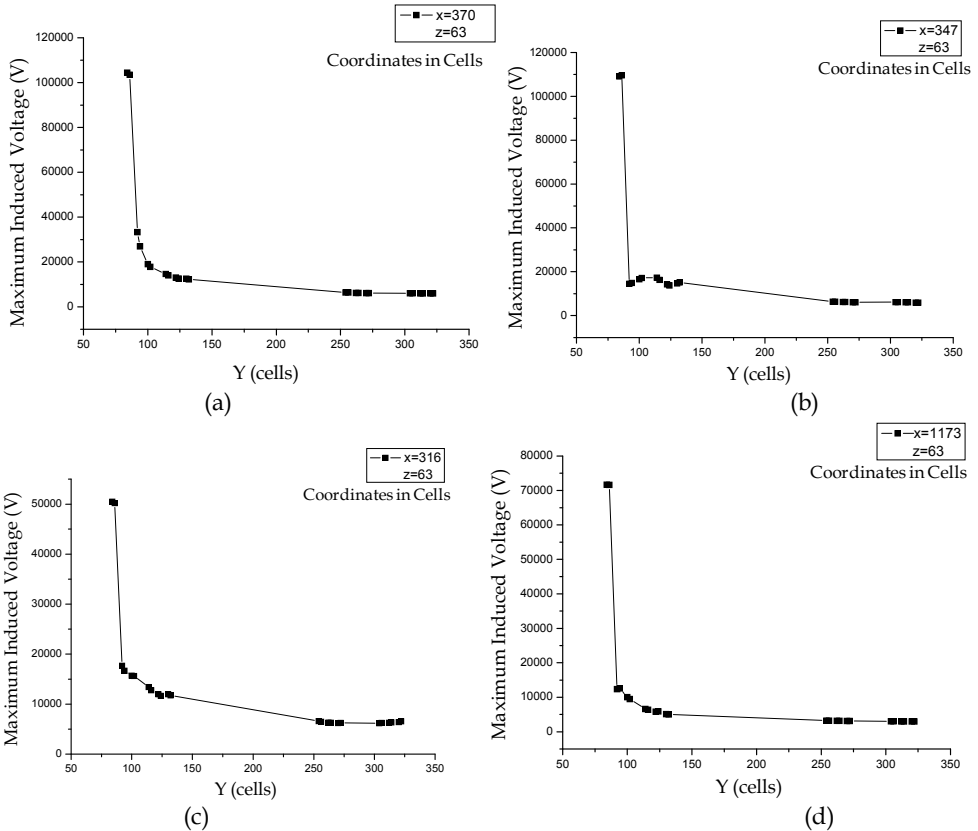 x=370
z=63
Coordinates in Cells
Maximum Induced Voltage (V)
120000
100000
80000
60000
40000
20000
0
50 100 150 200 250 300 350
Y (cells)
(a)
x=347
z=63
Coordinates in Cells
Maximum Induced Voltage (V)
120000
100000
80000
60000
40000
20000
0
50 100 150 200 250 300 350
Y (cells)
(b)
x=316
z=63
Coordinates in Cells
Maximum Induced Voltage (V)
50000
40000
30000
20000
10000
0
50 100 150 200 250 300 350
Y (cells)
(c)
x=1173
z=63
Coordinates in Cells
Maximum Induced Voltage (V)
80000
70000
60000
50000
40000
30000
20000
10000
0
50 100 150 200 250 300 350
Y (cells)
(d)